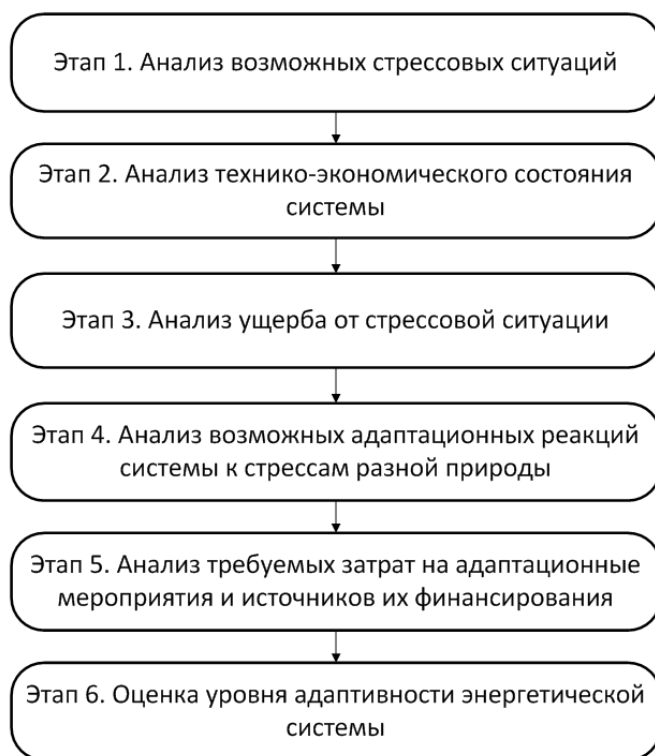 Этап 1. Анализ возможных стрессовых ситуаций
Этап 2. Анализ технико-экономического состояния
системы
Этап 3. Анализ ущерба от стрессовой ситуации
Этап 4. Анализ возможных адаптационных реакций
системы к стрессам разной природы
Этап 5. Анализ требуемых затрат на адаптационные
мероприятия и источников их финансирования
Этап 6. Оценка уровня адаптивности энергетической
системы